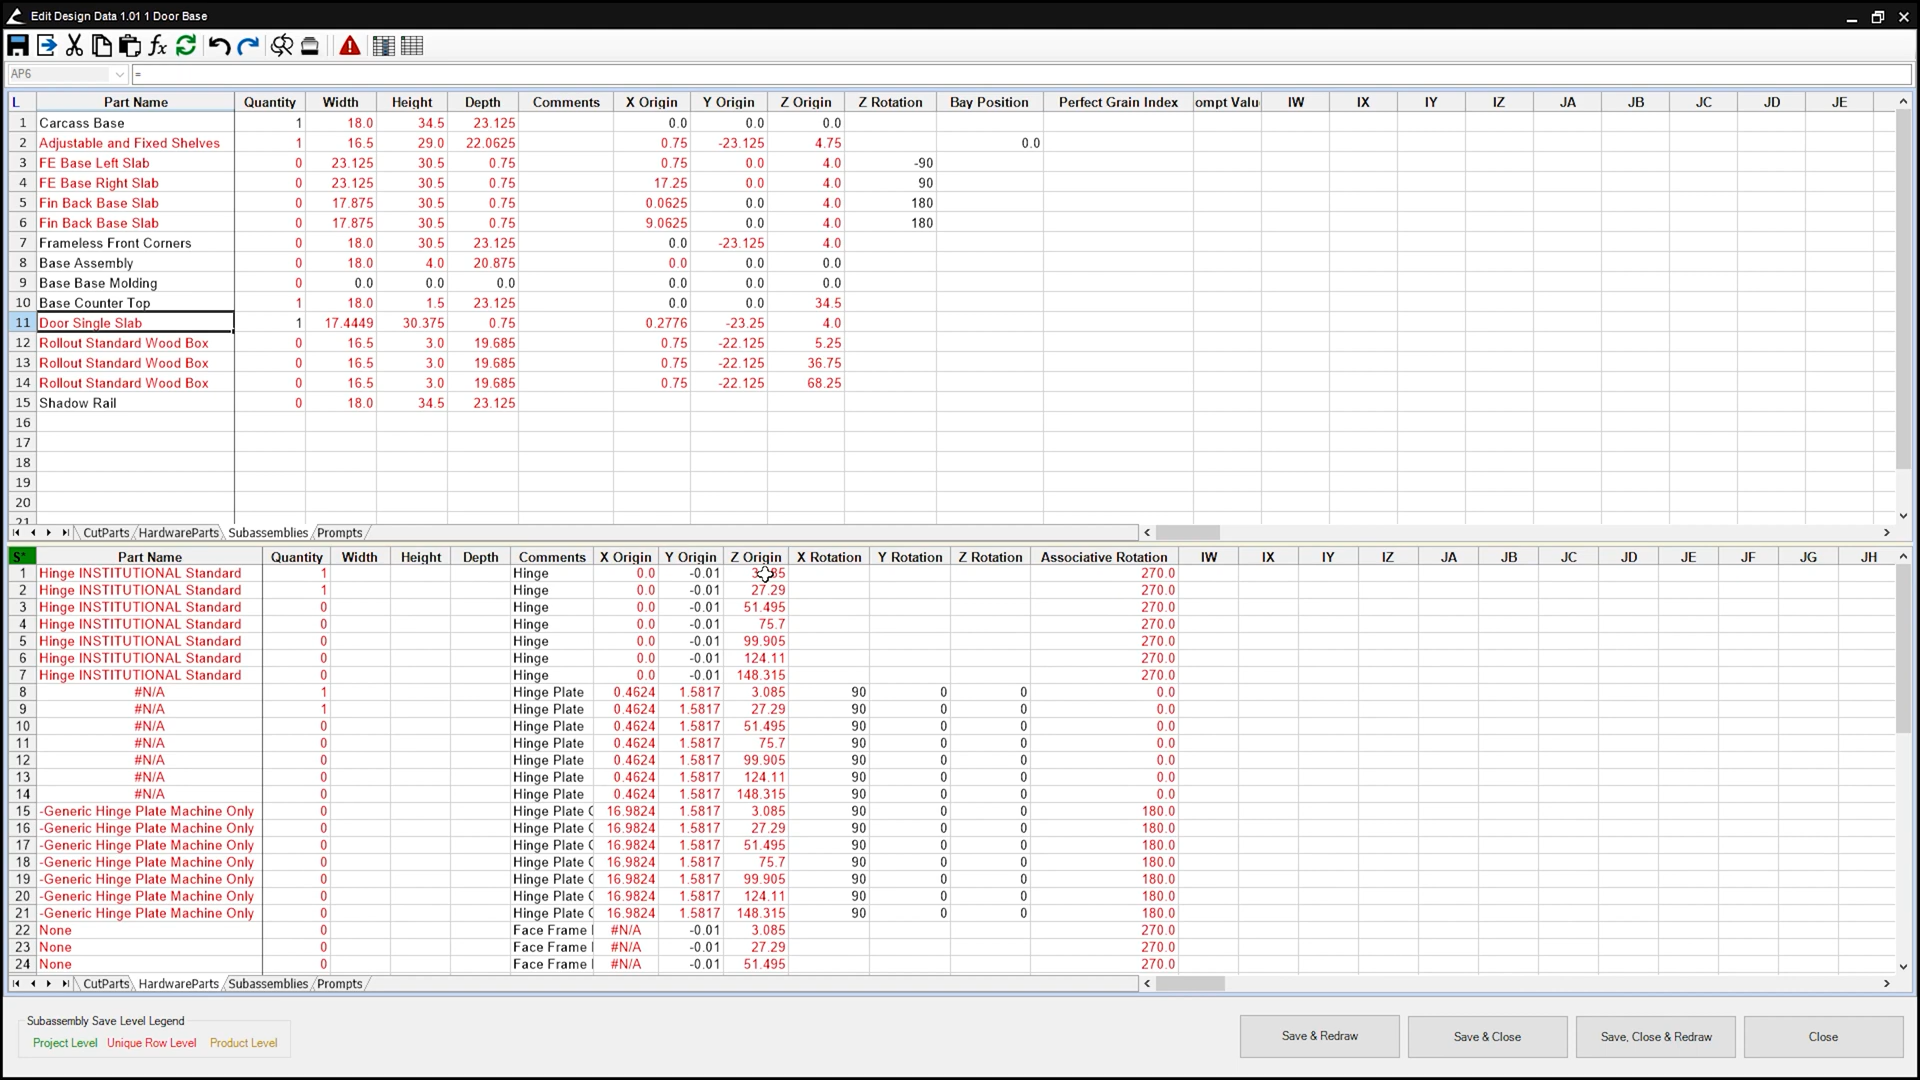 Edit Design Data 1.01 1 Door Base
AP6 =
L Part Name Quantity Width Height Depth Comments X Origin Y Origin Z Origin Z Rotation Bay Position Perfect Grain Index ompt Valu IW IX IY IZ JA JB JC JD JE
1 Carcass Base 1 18.0 34.5 23.125 0.0 0.0 0.0
2 Adjustable and Fixed Shelves 1 16.5 29.0 22.0625 0.75 -23.125 4.75 0.0
3 FE Base Left Slab 0 23.125 30.5 0.75 0.75 0.0 4.0 -90
4 FE Base Right Slab 0 23.125 30.5 0.75 17.25 0.0 4.0 90
5 Fin Back Base Slab 0 17.875 30.5 0.75 0.0625 0.0 4.0 180
6 Fin Back Base Slab 0 17.875 30.5 0.75 9.0625 0.0 4.0 180
7 Frameless Front Corners 0 18.0 30.5 23.125 0.0 -23.125 4.0
8 Base Assembly 0 18.0 4.0 20.875 0.0 0.0 0.0
9 Base Base Molding 0 0.0 0.0 0.0 0.0 0.0 0.0
10 Base Counter Top 1 18.0 1.5 23.125 0.0 0.0 34.5
11 Door Single Slab 1 17.4449 30.375 0.75 0.2776 -23.25 4.0
12 Rollout Standard Wood Box 0 16.5 3.0 19.685 0.75 -22.125 5.25
13 Rollout Standard Wood Box 0 16.5 3.0 19.685 0.75 -22.125 36.75
14 Rollout Standard Wood Box 0 16.5 3.0 19.685 0.75 -22.125 68.25
15 Shadow Rail 0 18.0 34.5 23.125
16
17
18
19
20
21
CutParts HardwareParts Subassemblies Prompts
S* Part Name Quantity Width Height Depth Comments X Origin Y Origin Z Origin X Rotation Y Rotation Z Rotation Associative Rotation IW IX IY IZ JA JB JC JD JE JF JG JH
1 Hinge INSTITUTIONAL Standard 1 Hinge 0.0 -0.01 270.0
2 Hinge INSTITUTIONAL Standard 1 Hinge 0.0 -0.01 27.29 270.0
3 Hinge INSTITUTIONAL Standard 0 Hinge 0.0 -0.01 51.495 270.0
4 Hinge INSTITUTIONAL Standard 0 Hinge 0.0 -0.01 75.7 270.0
5 Hinge INSTITUTIONAL Standard 0 Hinge 0.0 -0.01 99.905 270.0
6 Hinge INSTITUTIONAL Standard 0 Hinge 0.0 -0.01 124.11 270.0
7 Hinge INSTITUTIONAL Standard 0 Hinge 0.0 -0.01 148.315 270.0
8 #N/A 1 Hinge Plate 0.4624 1.5817 3.085 90 0 0 0.0
9 #N/A 1 Hinge Plate 0.4624 1.5817 27.29 90 0 0 0.0
10 #N/A 0 Hinge Plate 0.4624 1.5817 51.495 90 0 0 0.0
11 #N/A 0 Hinge Plate 0.4624 1.5817 75.7 90 0 0 0.0
12 #N/A 0 Hinge Plate 0.4624 1.5817 99.905 90 0 0 0.0
13 #N/A 0 Hinge Plate 0.4624 1.5817 124.11 90 0 0 0.0
14 #N/A 0 Hinge Plate 0.4624 1.5817 148.315 90 0 0 0.0
15 -Generic Hinge Plate Machine Only 0 Hinge Plate 16.9824 1.5817 3.085 90 0 0 180.0
16 -Generic Hinge Plate Machine Only 0 Hinge Plate 16.9824 1.5817 27.29 90 0 0 180.0
17 -Generic Hinge Plate Machine Only 0 Hinge Plate 16.9824 1.5817 51.495 90 0 0 180.0
18 -Generic Hinge Plate Machine Only 0 Hinge Plate 16.9824 1.5817 75.7 90 0 0 180.0
19 -Generic Hinge Plate Machine Only 0 Hinge Plate 16.9824 1.5817 99.905 90 0 0 180.0
20 -Generic Hinge Plate Machine Only 0 Hinge Plate 16.9824 1.5817 124.11 90 0 0 180.0
21 -Generic Hinge Plate Machine Only 0 Hinge Plate 16.9824 1.5817 148.315 90 0 0 180.0
22 None 0 Face Frame #N/A -0.01 3.085 270.0
23 None 0 Face Frame #N/A -0.01 27.29 270.0
24 None 0 Face Frame #N/A -0.01 51.495 270.0
CutParts HardwareParts Subassemblies Prompts
Subassembly Save Level Legend
Project Level Unique Row Level Product Level
Save & Redraw Save & Close Save, Close & Redraw Close